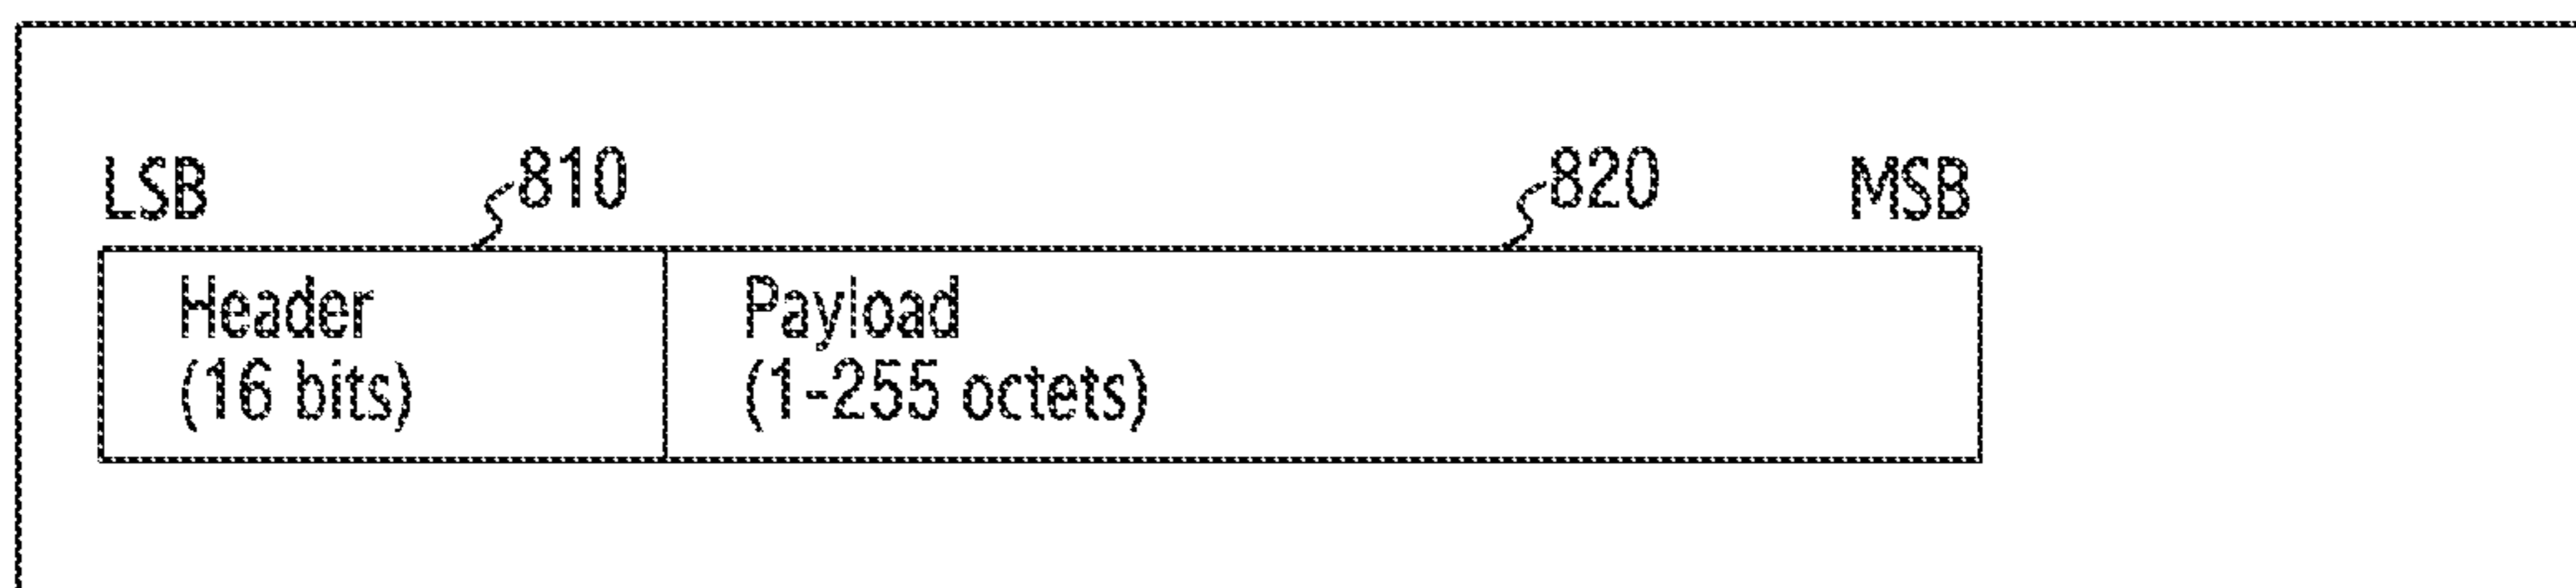 LSB 810 820 MSB
Header Payload
(16 bits) (1-255 octets)